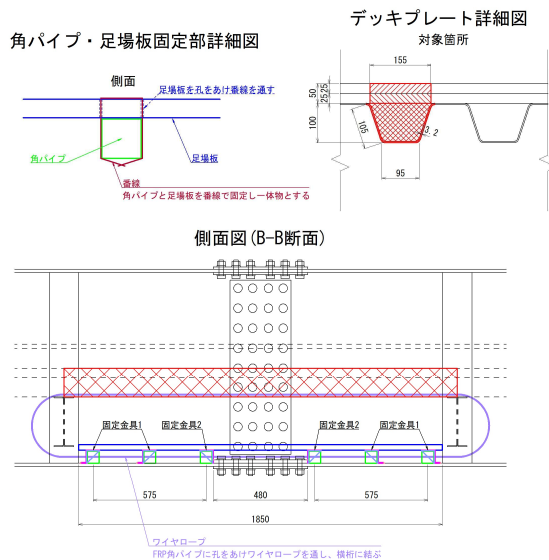 角パイプ・足場板固定部詳細図
側面
足場板を孔をあけ番線を通す
角パイプ
足場板
番線
角パイプと足場板を番線で固定し一体物とする
デッキプレート詳細図
対象箇所
155
50
25
25
100
105
3.2
95
側面図(B-B断面)
固定金具1
固定金具2
固定金具2
固定金具1
575
480
575
1850
ワイヤロープ
FRP角パイプに孔をあけワイヤロープを通し、横桁に結ぶ